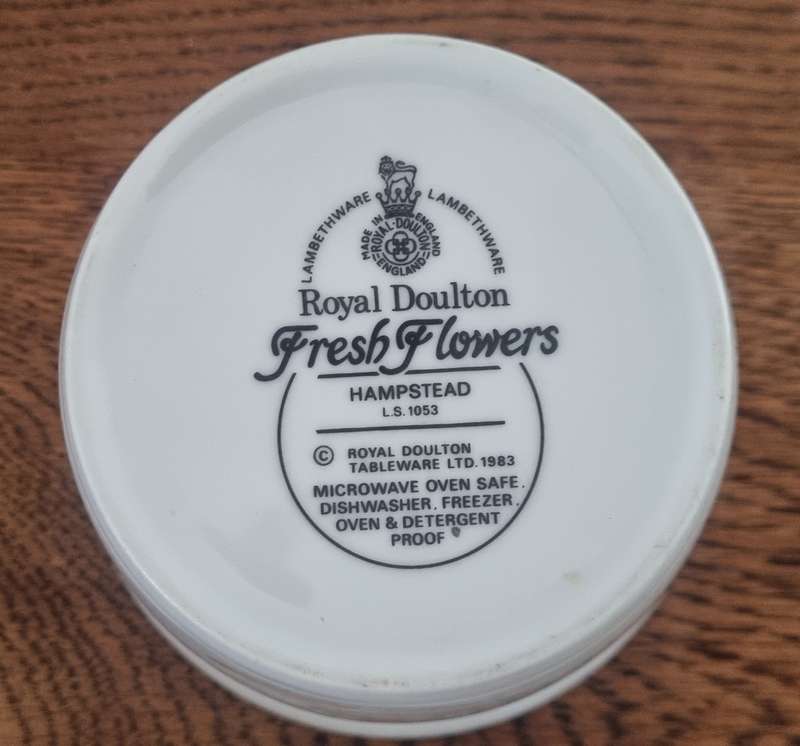 LAMBETHWARE LAMBETHWARE
MADE IN ENGLAND
ROYAL·DOULTON
ENGLAND
Royal Doulton
Fresh Flowers
HAMPSTEAD
L.S. 1053
© ROYAL DOULTON
TABLEWARE LTD. 1983
MICROWAVE OVEN SAFE.
DISHWASHER. FREEZER.
OVEN & DETERGENT
PROOF